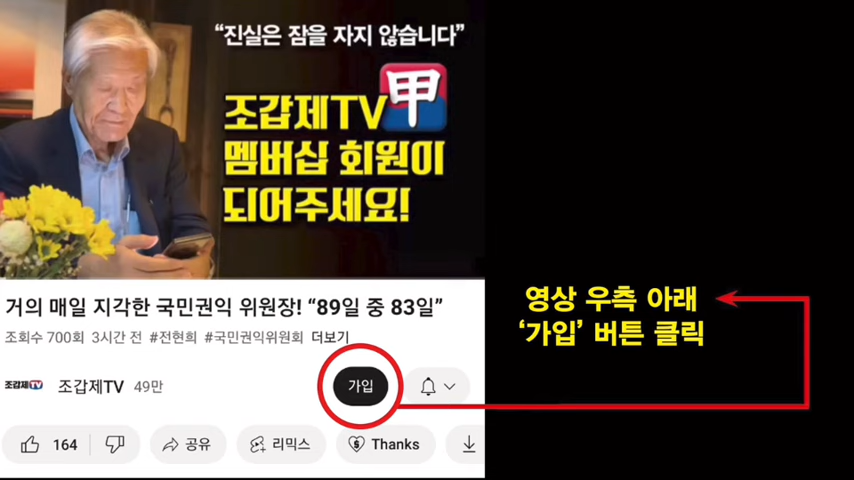 “진실은 잠을 자지 않습니다”
조갑제TV 甲
멤버십 회원이
되어주세요!
거의 매일 지각한 국민권익 위원장! “89일 중 83일”
조회수 700회 3시간 전 #전현희 #국민권익위원회 더보기
조갑제TV 조갑제TV 49만 가입
164 공유 리믹스 Thanks
영상 우측 아래
‘가입’ 버튼 클릭